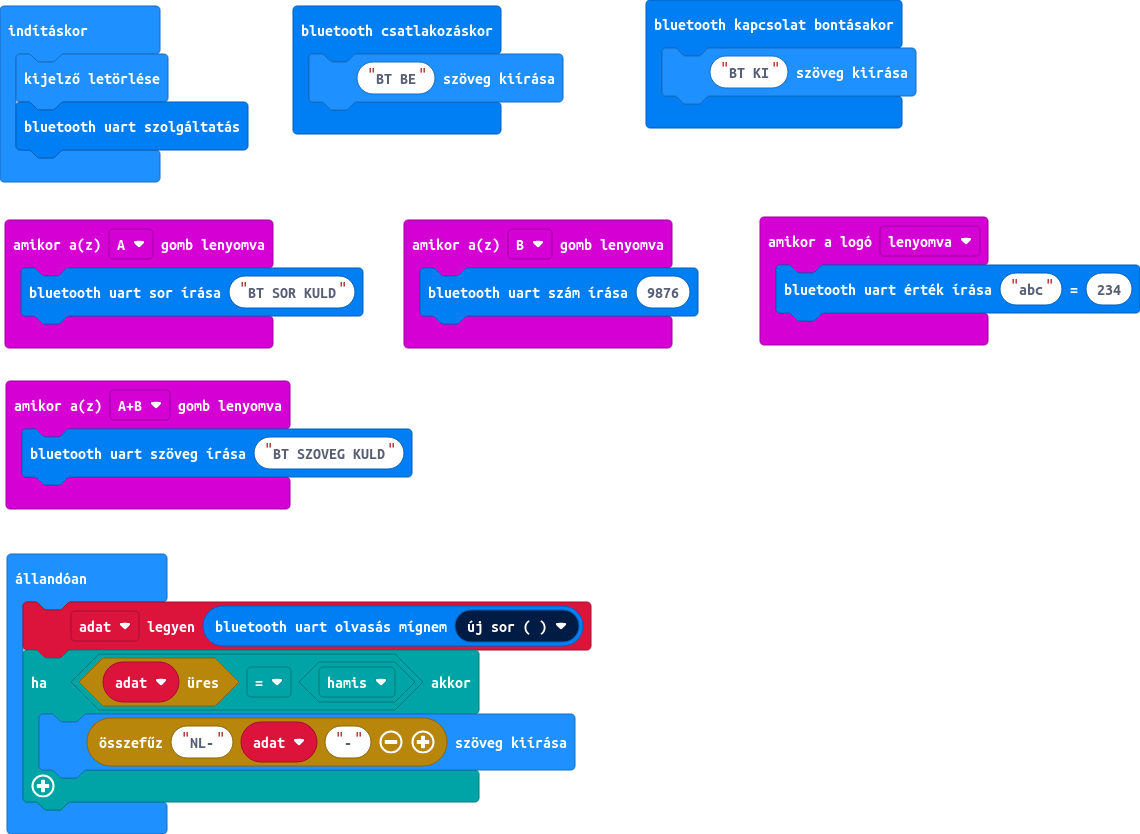 indításkor
kijelző letörlése
bluetooth uart szolgáltatás
bluetooth csatlakozáskor
"BT BE" szöveg kiírása
bluetooth kapcsolat bontásakor
"BT KI" szöveg kiírása
amikor a(z) A gomb lenyomva
bluetooth uart sor írása "BT SOR KULD"
amikor a(z) B gomb lenyomva
bluetooth uart szám írása 9876
amikor a logó lenyomva
bluetooth uart érték írása "abc" = 234
amikor a(z) A+B gomb lenyomva
bluetooth uart szöveg írása "BT SZOVEG KULD"
állandóan
adat legyen bluetooth uart olvasás mígnem új sor ( )
ha adat üres = hamis akkor
összefűz "NL-" adat "-" szöveg kiírása